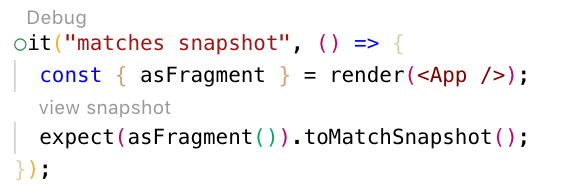 Debug
it("matches snapshot", () => {
const { asFragment } = render(<App />);
view snapshot
expect(asFragment()).toMatchSnapshot();
});